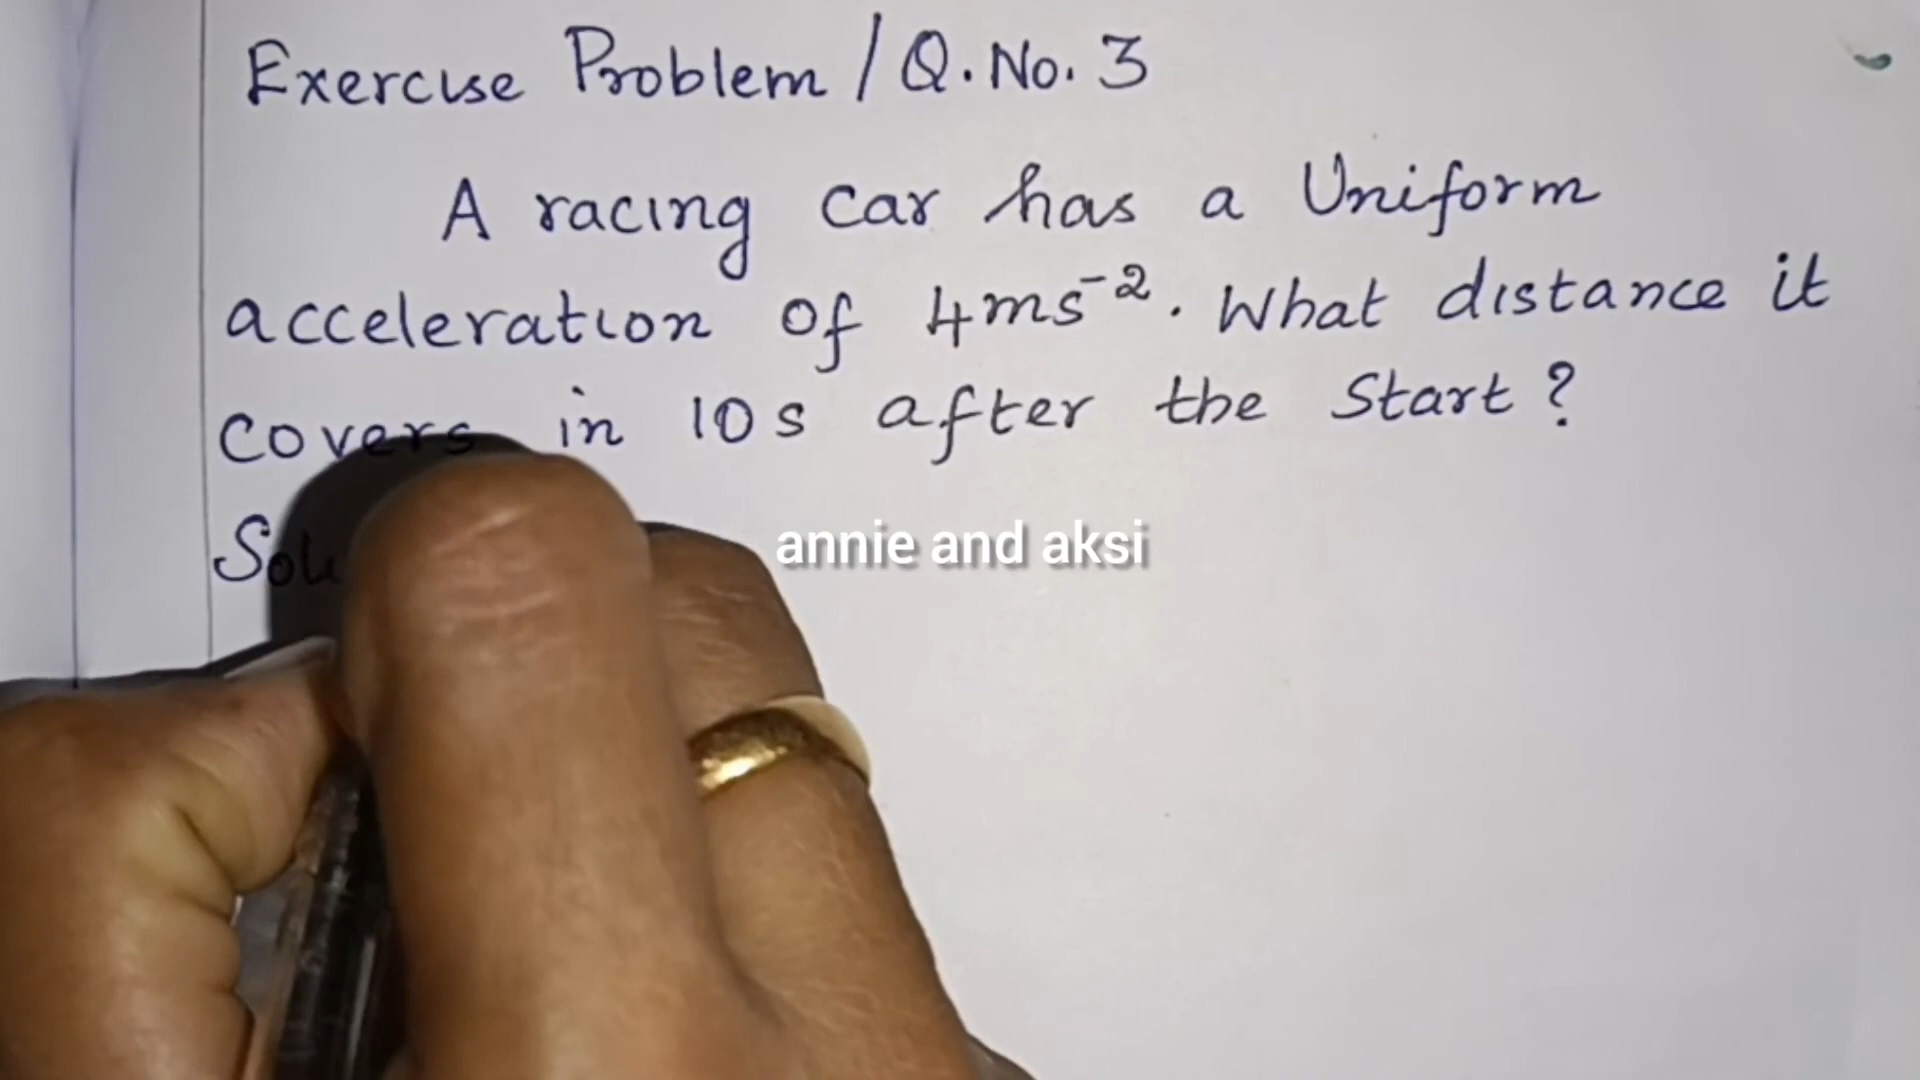 Exercise Problem / Q. No. 3
A racing car has a Uniform
acceleration of 4ms⁻². What distance it
covers in 10s after the Start?
annie and aksi